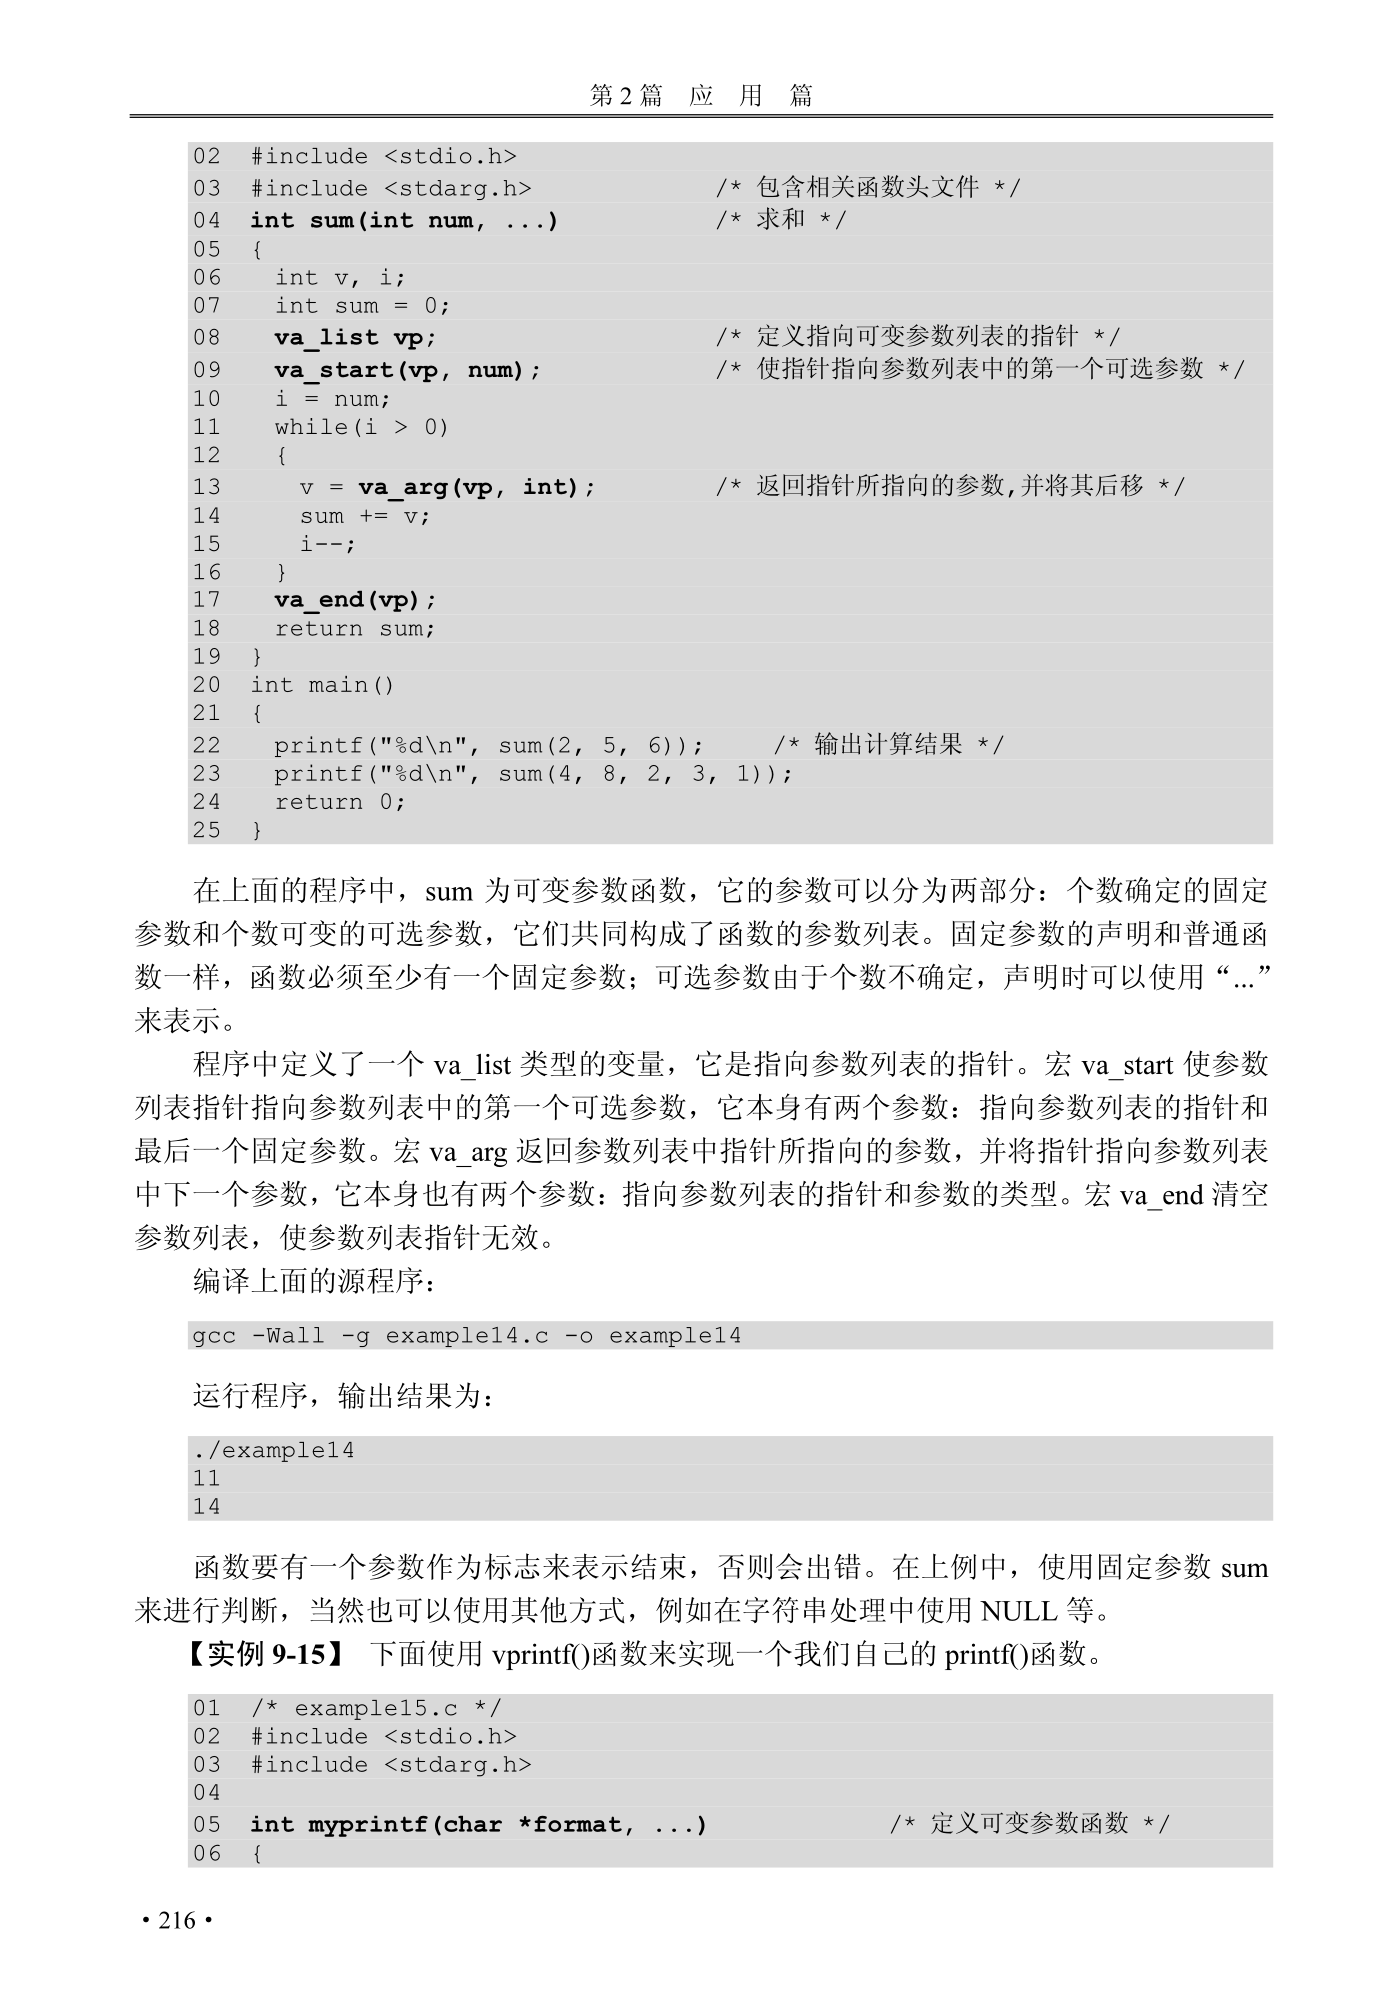 第 2 篇 应 用 篇
02 #include <stdio.h>
03 #include <stdarg.h> /* 包含相关函数头文件 */
04 int sum(int num, ...) /* 求和 */
05 {
06 int v, i;
07 int sum = 0;
08 va_list vp; /* 定义指向可变参数列表的指针 */
09 va_start(vp, num); /* 使指针指向参数列表中的第一个可选参数 */
10 i = num;
11 while(i > 0)
12 {
13 v = va_arg(vp, int); /* 返回指针所指向的参数,并将其后移 */
14 sum += v;
15 i--;
16 }
17 va_end(vp);
18 return sum;
19 }
20 int main()
21 {
22 printf("%d\n", sum(2, 5, 6)); /* 输出计算结果 */
23 printf("%d\n", sum(4, 8, 2, 3, 1));
24 return 0;
25 }
在上面的程序中，sum 为可变参数函数，它的参数可以分为两部分：个数确定的固定
参数和个数可变的可选参数，它们共同构成了函数的参数列表。固定参数的声明和普通函
数一样，函数必须至少有一个固定参数；可选参数由于个数不确定，声明时可以使用“...”
来表示。
程序中定义了一个 va_list 类型的变量，它是指向参数列表的指针。宏 va_start 使参数
列表指针指向参数列表中的第一个可选参数，它本身有两个参数：指向参数列表的指针和
最后一个固定参数。宏 va_arg 返回参数列表中指针所指向的参数，并将指针指向参数列表
中下一个参数，它本身也有两个参数：指向参数列表的指针和参数的类型。宏 va_end 清空
参数列表，使参数列表指针无效。
编译上面的源程序：
gcc -Wall -g example14.c -o example14
运行程序，输出结果为：
./example14
11
14
函数要有一个参数作为标志来表示结束，否则会出错。在上例中，使用固定参数 sum
来进行判断，当然也可以使用其他方式，例如在字符串处理中使用 NULL 等。
【实例 9-15】 下面使用 vprintf()函数来实现一个我们自己的 printf()函数。
01 /* example15.c */
02 #include <stdio.h>
03 #include <stdarg.h>
04
05 int myprintf(char *format, ...) /* 定义可变参数函数 */
06 {
·216·